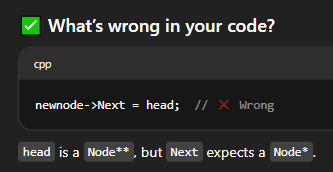 ✅ What's wrong in your code?
cpp
newnode->Next = head;  // ❌ Wrong
head is a Node**, but Next expects a Node*.